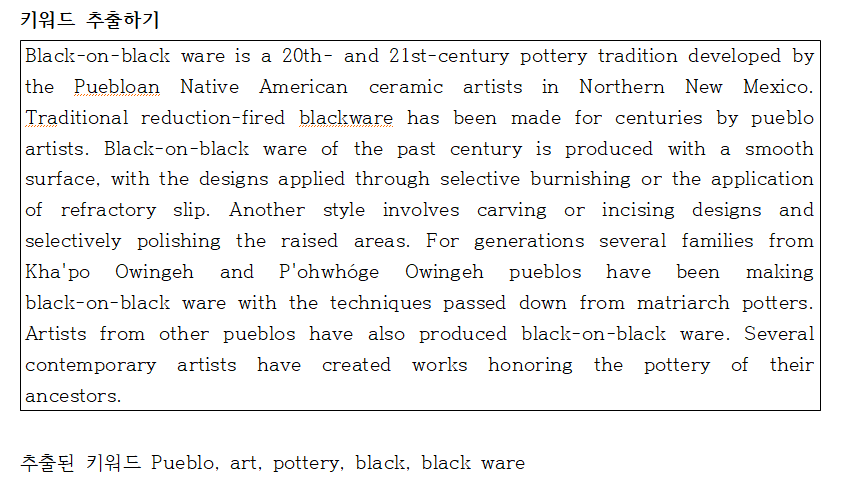 키워드 추출하기
Black-on-black ware is a 20th- and 21st-century pottery tradition developed by
the Puebloan Native American ceramic artists in Northern New Mexico.
Traditional reduction-fired blackware has been made for centuries by pueblo
artists. Black-on-black ware of the past century is produced with a smooth
surface, with the designs applied through selective burnishing or the application
of refractory slip. Another style involves carving or incising designs and
selectively polishing the raised areas. For generations several families from
Kha'po Owingeh and P'ohwhóge Owingeh pueblos have been making
black-on-black ware with the techniques passed down from matriarch potters.
Artists from other pueblos have also produced black-on-black ware. Several
contemporary artists have created works honoring the pottery of their
ancestors.
추출된 키워드 Pueblo, art, pottery, black, black ware